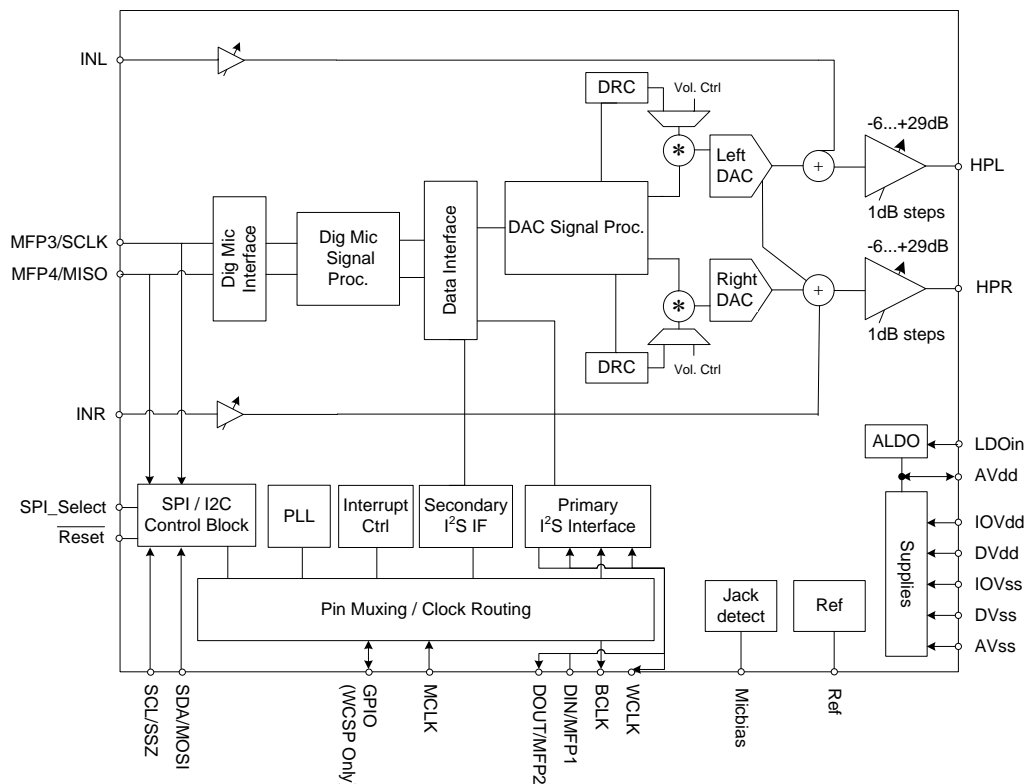 INL
DRC
Vol. Ctrl
-6...+29dB
*
Left
DAC
+
HPL
1dB steps
MFP3/SCLK
MFP4/MISO
Dig Mic
Interface
Dig Mic
Signal
Proc.
Data Interface
DAC Signal Proc.
-6...+29dB
*
Right
DAC
+
HPR
1dB steps
DRC
Vol. Ctrl
INR
ALDO
LDOin
AVdd
SPI_Select
Reset
SPI / I2C
Control Block
PLL
Interrupt
Ctrl
Secondary
I²S IF
Primary
I²S Interface
Supplies
IOVdd
DVdd
IOVss
DVss
AVss
Pin Muxing / Clock Routing
Jack
detect
Ref
SCL/SSZ
SDA/MOSI
GPIO
(WCSP Only)
MCLK
DOUT/MFP2
DIN/MFP1
BCLK
WCLK
Micbias
Ref